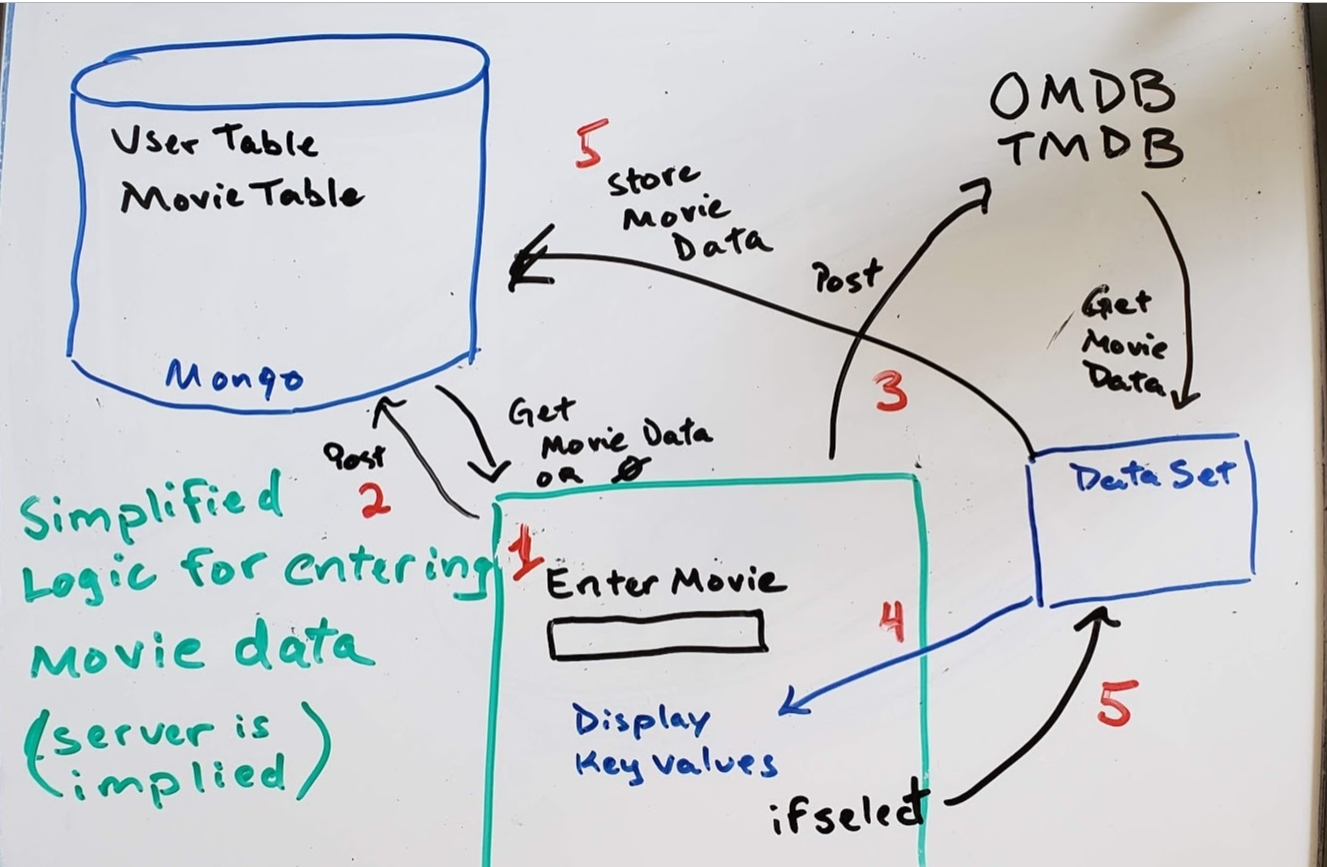 User Table
Movie Table
Mongo
5
Store
Movie
Data
OMDB
TMDB
Post
3
Get
Movie
Data
Get
Movie Data
OR Ø
Post
2
Simplified
Logic for entering
Movie data
(server is
implied)
1
Enter Movie
4
Display
Key values
if select
Data Set
5